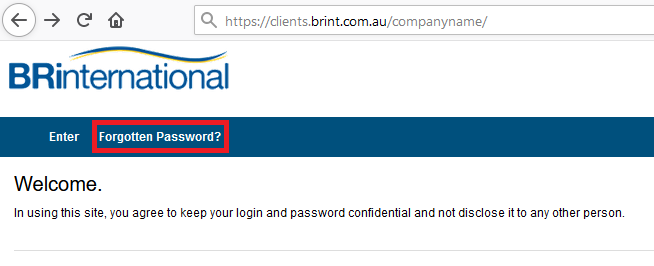 https://clients.brint.com.au/companyname/
BRinternational
Enter Forgotten Password?
Welcome.
In using this site, you agree to keep your login and password confidential and not disclose it to any other person.